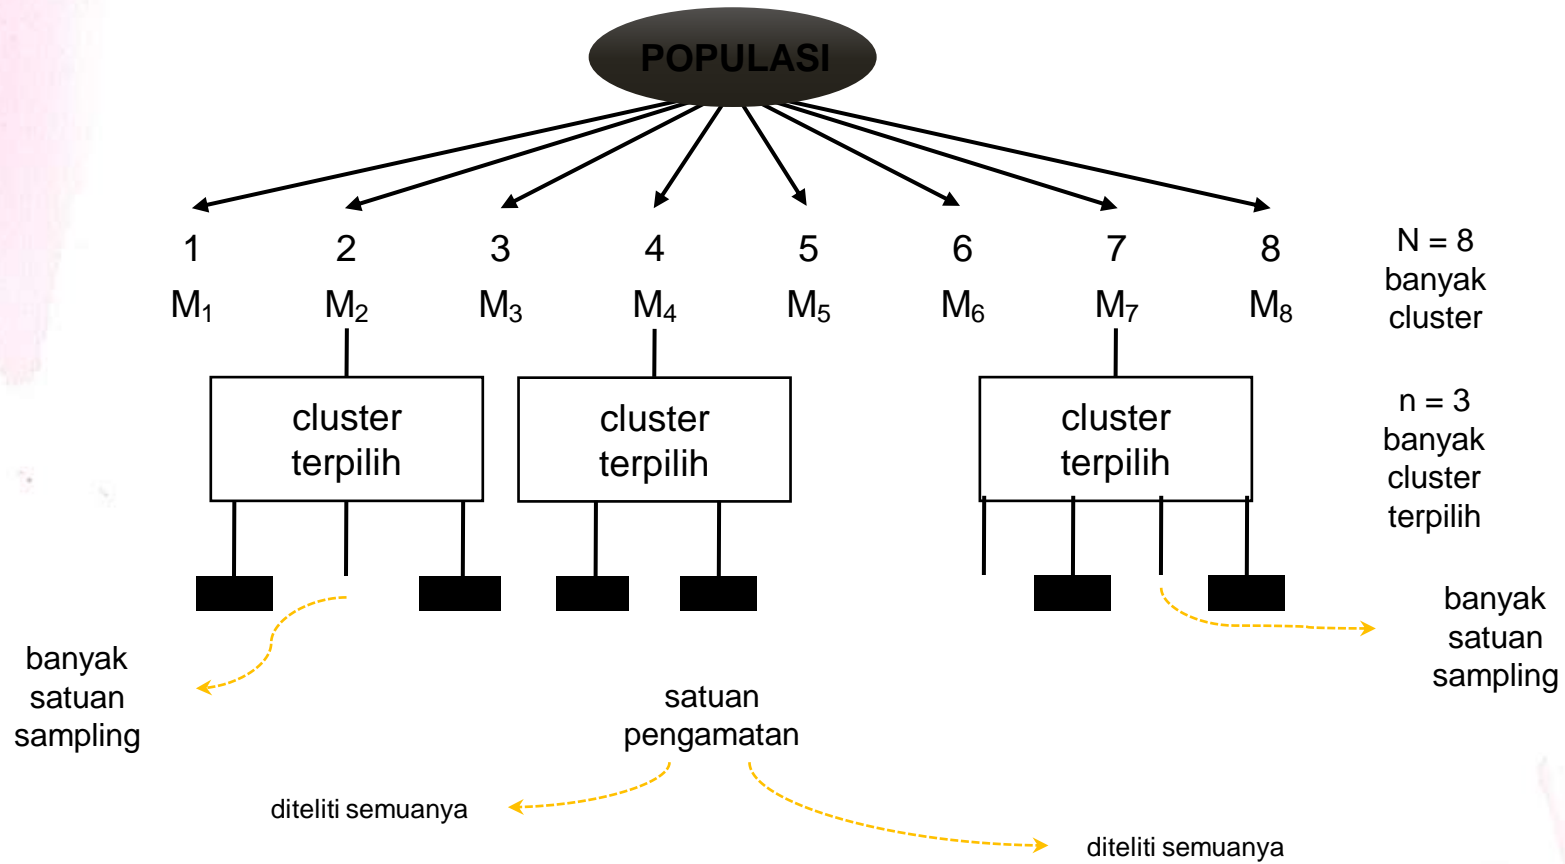 POPULASI
1 2 3 4 5 6 7 8
M₁ M₂ M₃ M₄ M₅ M₆ M₇ M₈
N = 8
banyak
cluster
cluster
terpilih
cluster
terpilih
cluster
terpilih
n = 3
banyak
cluster
terpilih
banyak
satuan
sampling
banyak
satuan
sampling
satuan
pengamatan
diteliti semuanya
diteliti semuanya